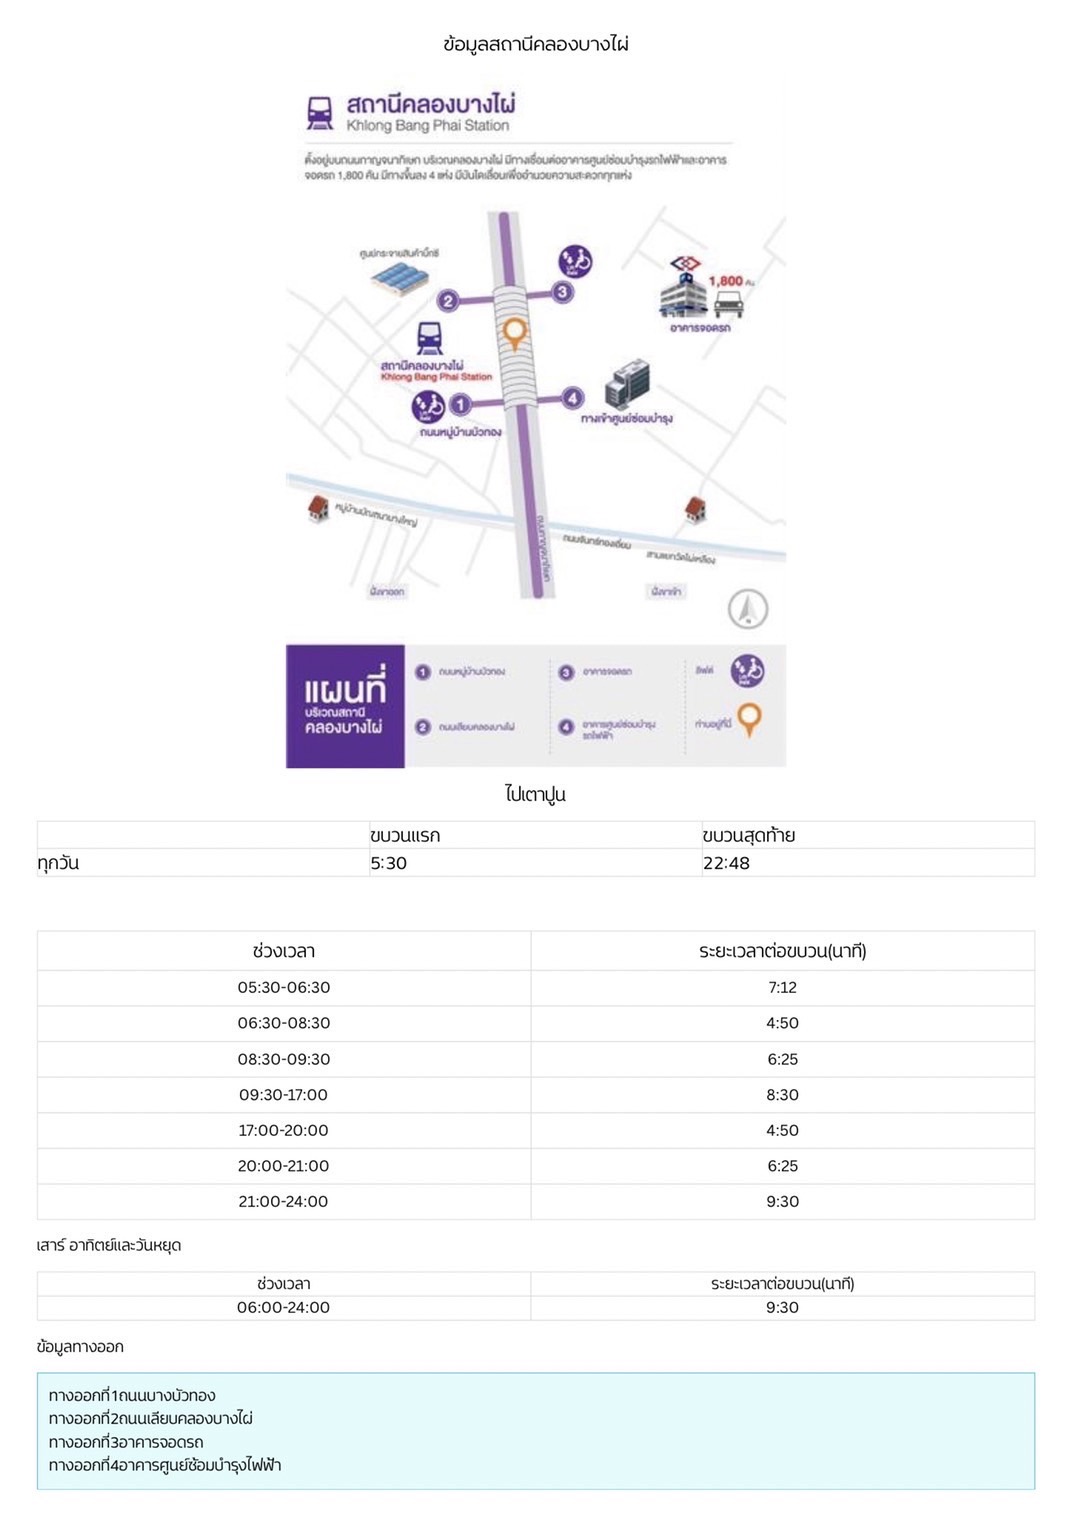 ข้อมูลสถานีคลองบางไผ่
สถานีคลองบางไผ่
Khlong Bang Phai Station
ตั้งอยู่บนถนนกาญจนาภิเษก บริเวณคลองบางไผ่ มีทางเชื่อมต่ออาคารศูนย์ซ่อมบำรุงรถไฟฟ้าและอาคาร
จอดรถ 1,800 คัน มีทางขึ้นลง 4 แห่ง มีบันไดเลื่อนเพื่ออำนวยความสะดวกทุกแห่ง
ศูนย์กระจายสินค้าบิ๊กซี
2
3
1,800 คัน
อาคารจอดรถ
สถานีคลองบางไผ่
Khlong Bang Phai Station
1
4
ถนนหมู่บ้านบัวทอง
ทางเข้าศูนย์ซ่อมบำรุง
ถนนจันทร์ทองเอี่ยม
สามแยกวัดไผ่เหลือง
ฝั่งขาออก
ฝั่งขาเข้า
N
แผนที่
บริเวณสถานี
คลองบางไผ่
1 ถนนหมู่บ้านบัวทอง
3 อาคารจอดรถ
ลิฟต์
2 ถนนเลียบคลองบางไผ่
4 อาคารศูนย์ซ่อมบำรุง
รถไฟฟ้า
ท่านอยู่ที่นี่
ไปเตาปูน
ขบวนแรก ขบวนสุดท้าย
ทุกวัน 5:30 22:48
ช่วงเวลา ระยะเวลาต่อขบวน(นาที)
05:30-06:30 7:12
06:30-08:30 4:50
08:30-09:30 6:25
09:30-17:00 8:30
17:00-20:00 4:50
20:00-21:00 6:25
21:00-24:00 9:30
เสาร์ อาทิตย์และวันหยุด
ช่วงเวลา ระยะเวลาต่อขบวน(นาที)
06:00-24:00 9:30
ข้อมูลทางออก
ทางออกที่1ถนนบางบัวทอง
ทางออกที่2ถนนเลียบคลองบางไผ่
ทางออกที่3อาคารจอดรถ
ทางออกที่4อาคารศูนย์ซ้อมบำรุงไฟฟ้า